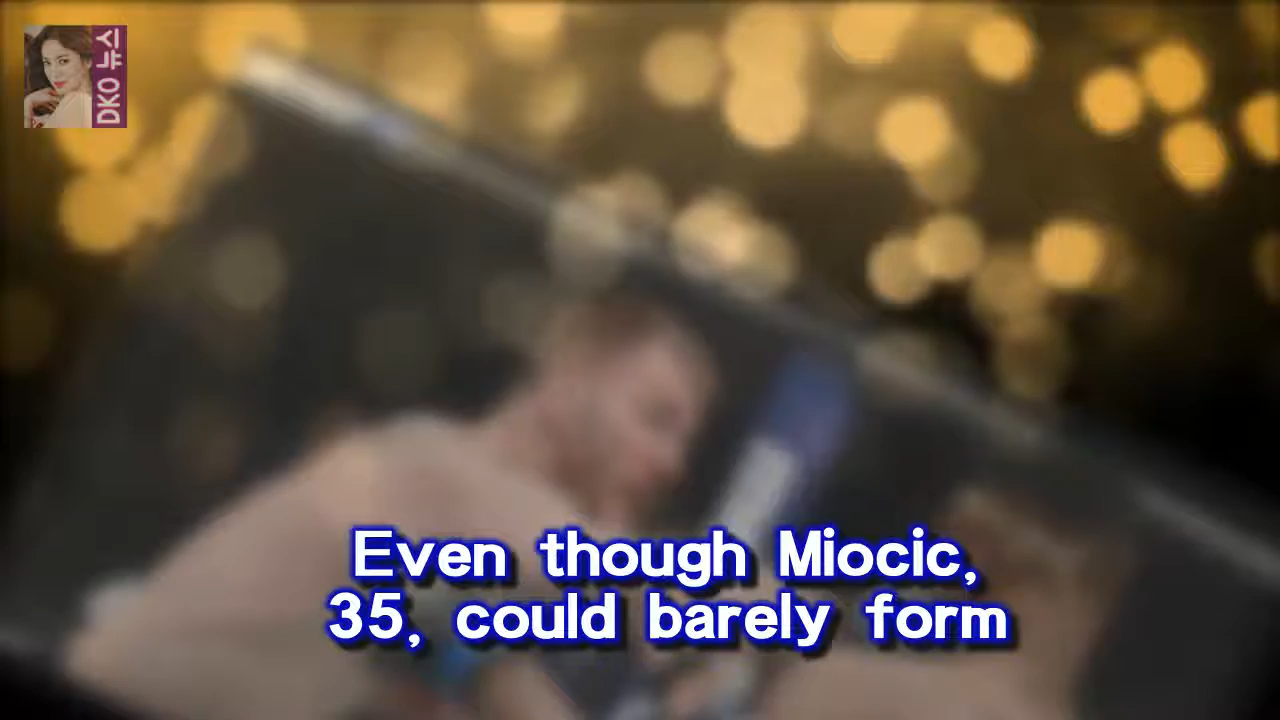 DKO 뉴스
Even though Miocic,
35, could barely form